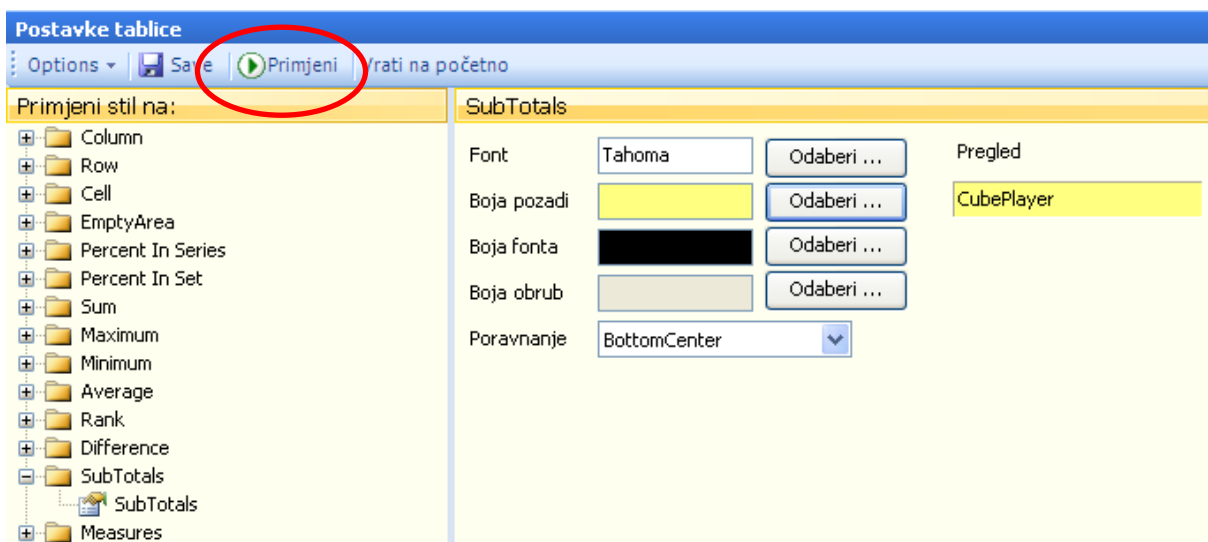 Postavke tablice
Options Save Primjeni Vrati na početno
Primjeni stil na:
Column
Row
Cell
EmptyArea
Percent In Series
Percent In Set
Sum
Maximum
Minimum
Average
Rank
Difference
SubTotals
SubTotals
Measures
SubTotals
Font Tahoma Odaberi ... Pregled
Boja pozadi Odaberi ... CubePlayer
Boja fonta Odaberi ...
Boja obrub Odaberi ...
Poravnanje BottomCenter